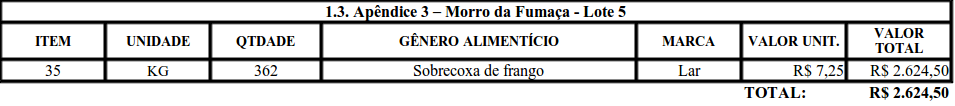 1.3. Apêndice 3 – Morro da Fumaça - Lote 5
ITEM UNIDADE QTDADE GÊNERO ALIMENTÍCIO MARCA VALOR UNIT. VALOR TOTAL
35 KG 362 Sobrecoxa de frango Lar R$ 7,25 R$ 2.624,50
TOTAL: R$ 2.624,50